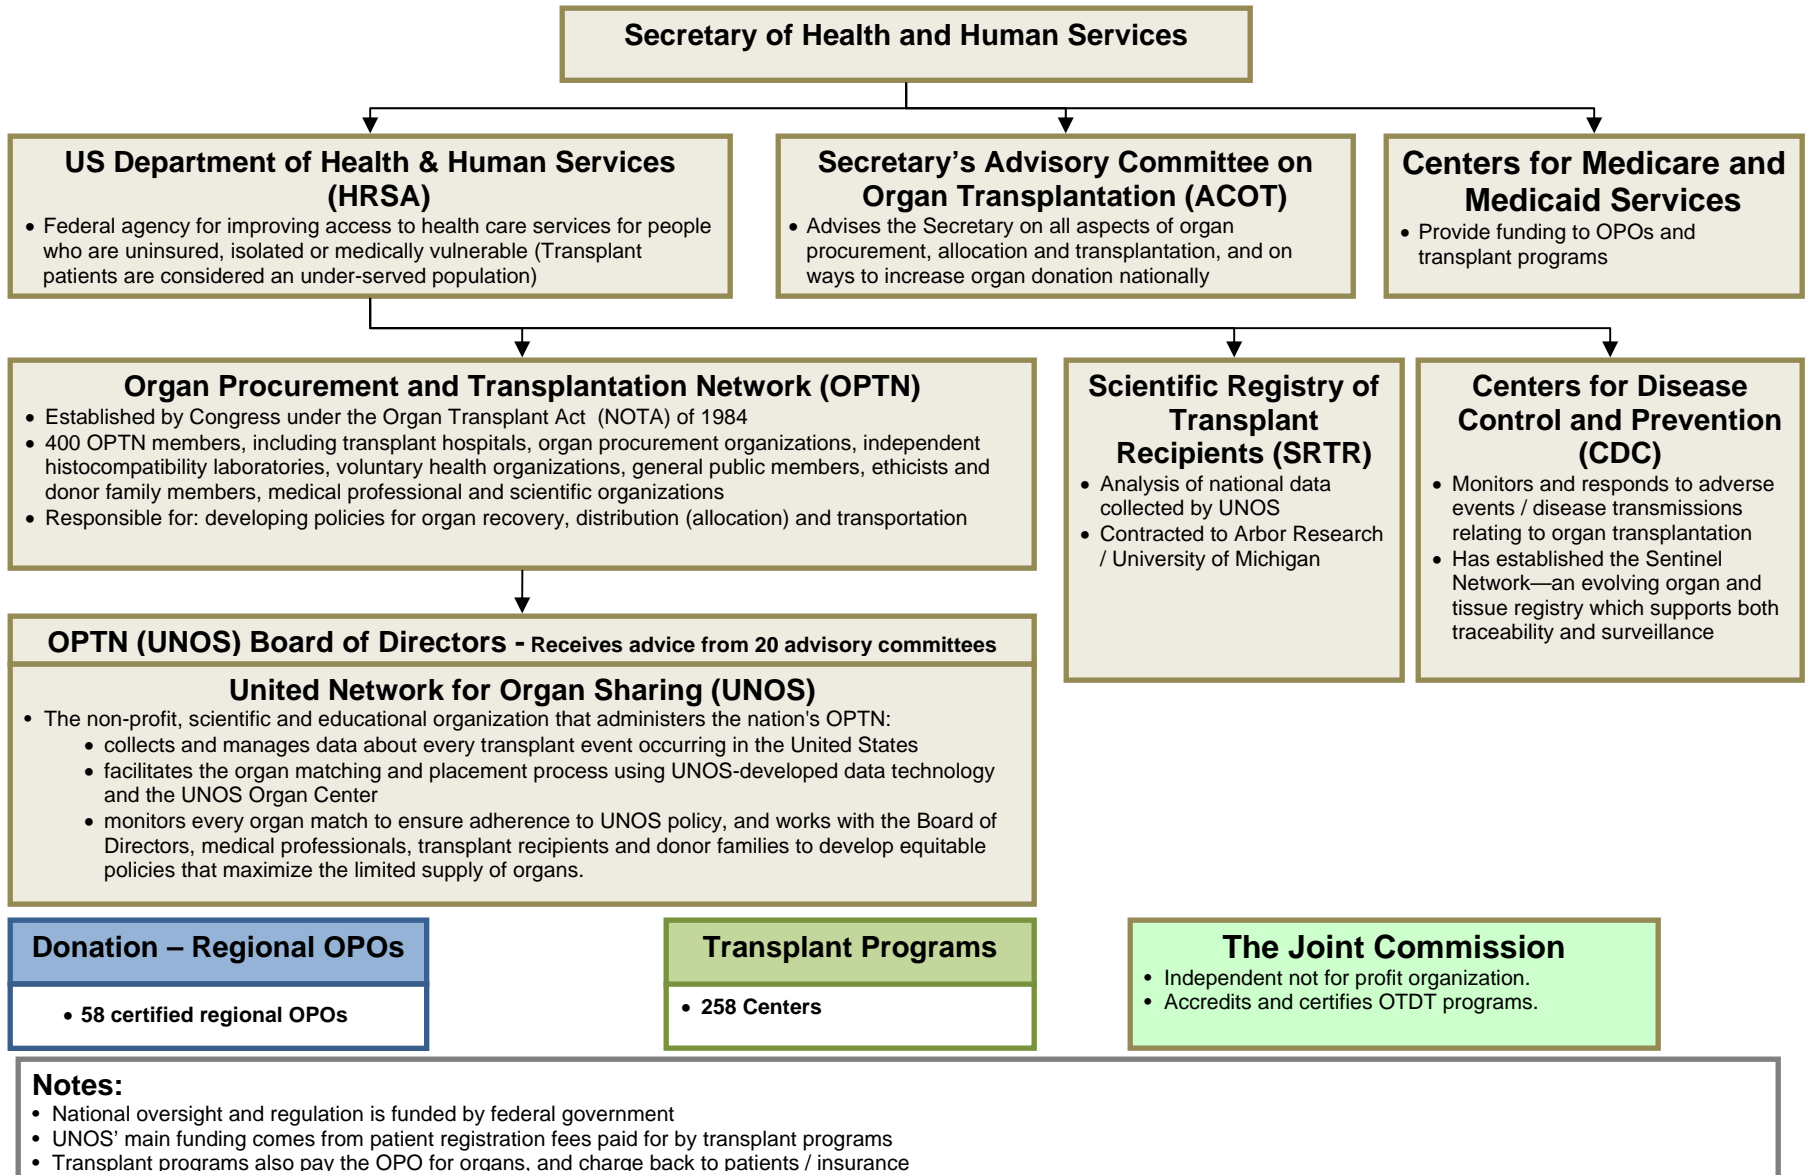 Secretary of Health and Human Services
US Department of Health & Human Services
(HRSA)
• Federal agency for improving access to health care services for people
who are uninsured, isolated or medically vulnerable (Transplant
patients are considered an under-served population)
Secretary’s Advisory Committee on
Organ Transplantation (ACOT)
• Advises the Secretary on all aspects of organ
procurement, allocation and transplantation, and on
ways to increase organ donation nationally
Centers for Medicare and
Medicaid Services
• Provide funding to OPOs and
transplant programs
Organ Procurement and Transplantation Network (OPTN)
• Established by Congress under the Organ Transplant Act (NOTA) of 1984
• 400 OPTN members, including transplant hospitals, organ procurement organizations, independent
histocompatibility laboratories, voluntary health organizations, general public members, ethicists and
donor family members, medical professional and scientific organizations
• Responsible for: developing policies for organ recovery, distribution (allocation) and transportation
Scientific Registry of
Transplant
Recipients (SRTR)
• Analysis of national data
collected by UNOS
• Contracted to Arbor Research
/ University of Michigan
Centers for Disease
Control and Prevention
(CDC)
• Monitors and responds to adverse
events / disease transmissions
relating to organ transplantation
• Has established the Sentinel
Network—an evolving organ and
tissue registry which supports both
traceability and surveillance
OPTN (UNOS) Board of Directors - Receives advice from 20 advisory committees
United Network for Organ Sharing (UNOS)
• The non-profit, scientific and educational organization that administers the nation's OPTN:
• collects and manages data about every transplant event occurring in the United States
• facilitates the organ matching and placement process using UNOS-developed data technology
and the UNOS Organ Center
• monitors every organ match to ensure adherence to UNOS policy, and works with the Board of
Directors, medical professionals, transplant recipients and donor families to develop equitable
policies that maximize the limited supply of organs.
Donation – Regional OPOs
• 58 certified regional OPOs
Transplant Programs
• 258 Centers
The Joint Commission
• Independent not for profit organization.
• Accredits and certifies OTDT programs.
Notes:
• National oversight and regulation is funded by federal government
• UNOS’ main funding comes from patient registration fees paid for by transplant programs
• Transplant programs also pay the OPO for organs, and charge back to patients / insurance